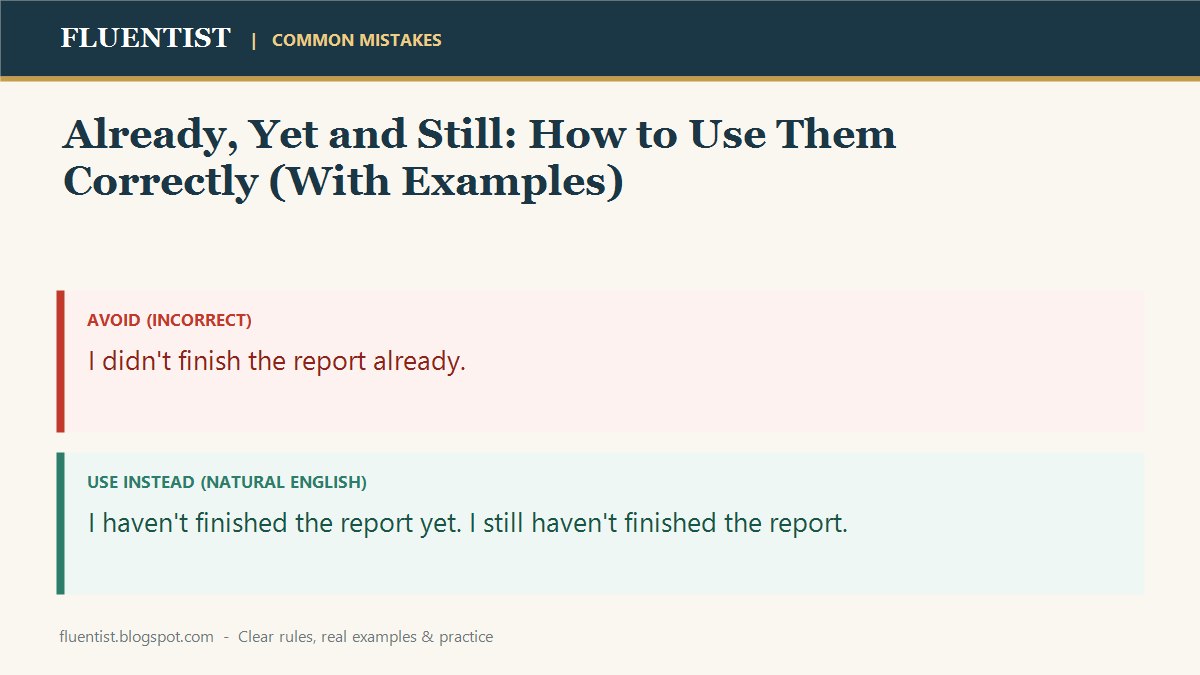 FLUENTIST | COMMON MISTAKES
Already, Yet and Still: How to Use Them
Correctly (With Examples)
AVOID (INCORRECT)
I didn't finish the report already.
USE INSTEAD (NATURAL ENGLISH)
I haven't finished the report yet. I still haven't finished the report.
fluentist.blogspot.com - Clear rules, real examples & practice